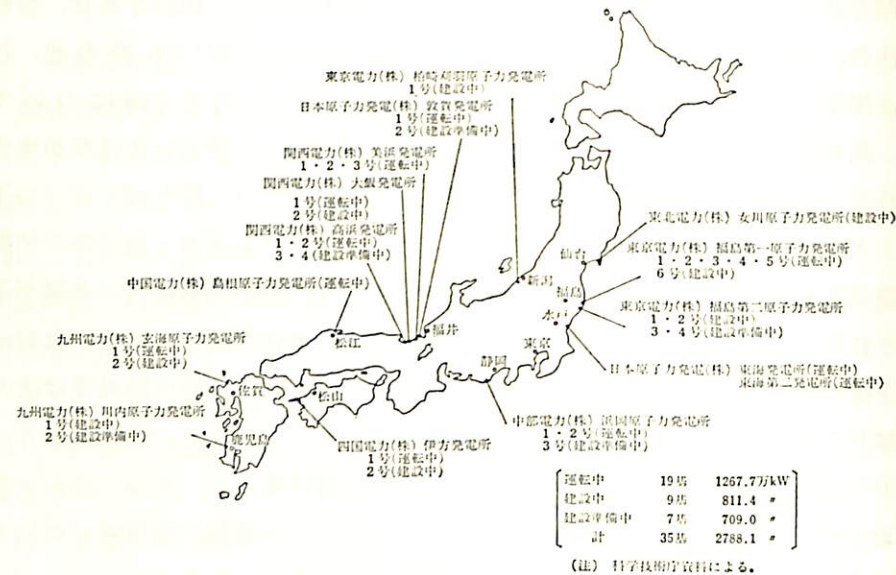 東京電力(株) 柏崎刈羽原子力発電所
1号(建設中)
日本原子力発電(株) 敦賀発電所
1号(運転中)
2号(建設準備中)
関西電力(株) 美浜発電所
1・2・3号(運転中)
関西電力(株) 大飯発電所
1号(運転中)
2号(建設中)
関西電力(株) 高浜発電所
1・2号(運転中)
3・4(建設準備中)
中国電力(株) 島根原子力発電所(運転中)
九州電力(株) 玄海原子力発電所
1号(運転中)
2号(建設中)
九州電力(株) 川内原子力発電所
1号(建設中)
2号(建設準備中)
東北電力(株) 女川原子力発電所(建設中)
東京電力(株) 福島第一原子力発電所
1・2・3・4・5号(運転中)
6号(建設中)
東京電力(株) 福島第二原子力発電所
1・2号(建設中)
3・4号(建設準備中)
日本原子力発電(株) 東海発電所(運転中)
東海第二発電所(運転中)
中部電力(株) 浜岡原子力発電所
1・2号(運転中)
3号(建設準備中)
四国電力(株) 伊方発電所
1号(運転中)
2号(建設中)
仙台
新潟
福島
水戸
東京
静岡
福井
松江
松山
佐賀
鹿児島
運転中 19基 1267.7万kW
建設中 9基 811.4 〃
建設準備中 7基 709.0 〃
計 35基 2788.1 〃
(註) 科学技術庁資料による。